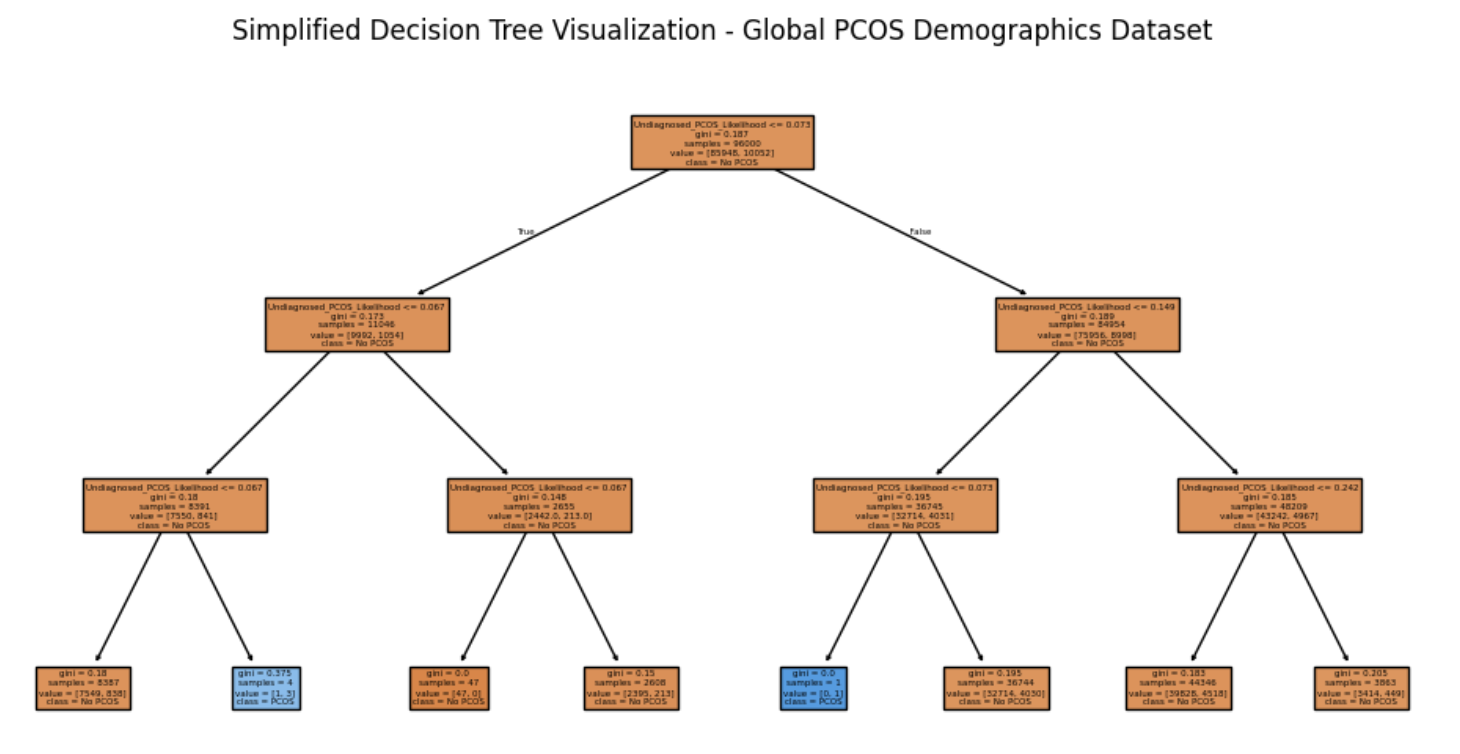 Simplified Decision Tree Visualization - Global PCOS Demographics Dataset
Undiagnosed_PCOS_Likelihood <= 0.073
gini = 0.187
samples = 96000
value = [85948, 10052]
class = No PCOS
True
False
Undiagnosed_PCOS_Likelihood <= 0.067
gini = 0.173
samples = 11046
value = [9992, 1054]
class = No PCOS
Undiagnosed_PCOS_Likelihood <= 0.149
gini = 0.189
samples = 84954
value = [75956, 8998]
class = No PCOS
Undiagnosed_PCOS_Likelihood <= 0.067
gini = 0.18
samples = 8391
value = [7550, 841]
class = No PCOS
Undiagnosed_PCOS_Likelihood <= 0.067
gini = 0.148
samples = 2655
value = [2442.0, 213.0]
class = No PCOS
Undiagnosed_PCOS_Likelihood <= 0.073
gini = 0.195
samples = 36745
value = [32714, 4031]
class = No PCOS
Undiagnosed_PCOS_Likelihood <= 0.242
gini = 0.185
samples = 48209
value = [43242, 4967]
class = No PCOS
gini = 0.18
samples = 8387
value = [7549, 838]
class = No PCOS
gini = 0.375
samples = 4
value = [1, 3]
class = PCOS
gini = 0.0
samples = 47
value = [47, 0]
class = No PCOS
gini = 0.15
samples = 2608
value = [2395, 213]
class = No PCOS
gini = 0.0
samples = 1
value = [0, 1]
class = PCOS
gini = 0.195
samples = 36744
value = [32714, 4030]
class = No PCOS
gini = 0.183
samples = 44346
value = [39828, 4518]
class = No PCOS
gini = 0.205
samples = 3863
value = [3414, 449]
class = No PCOS